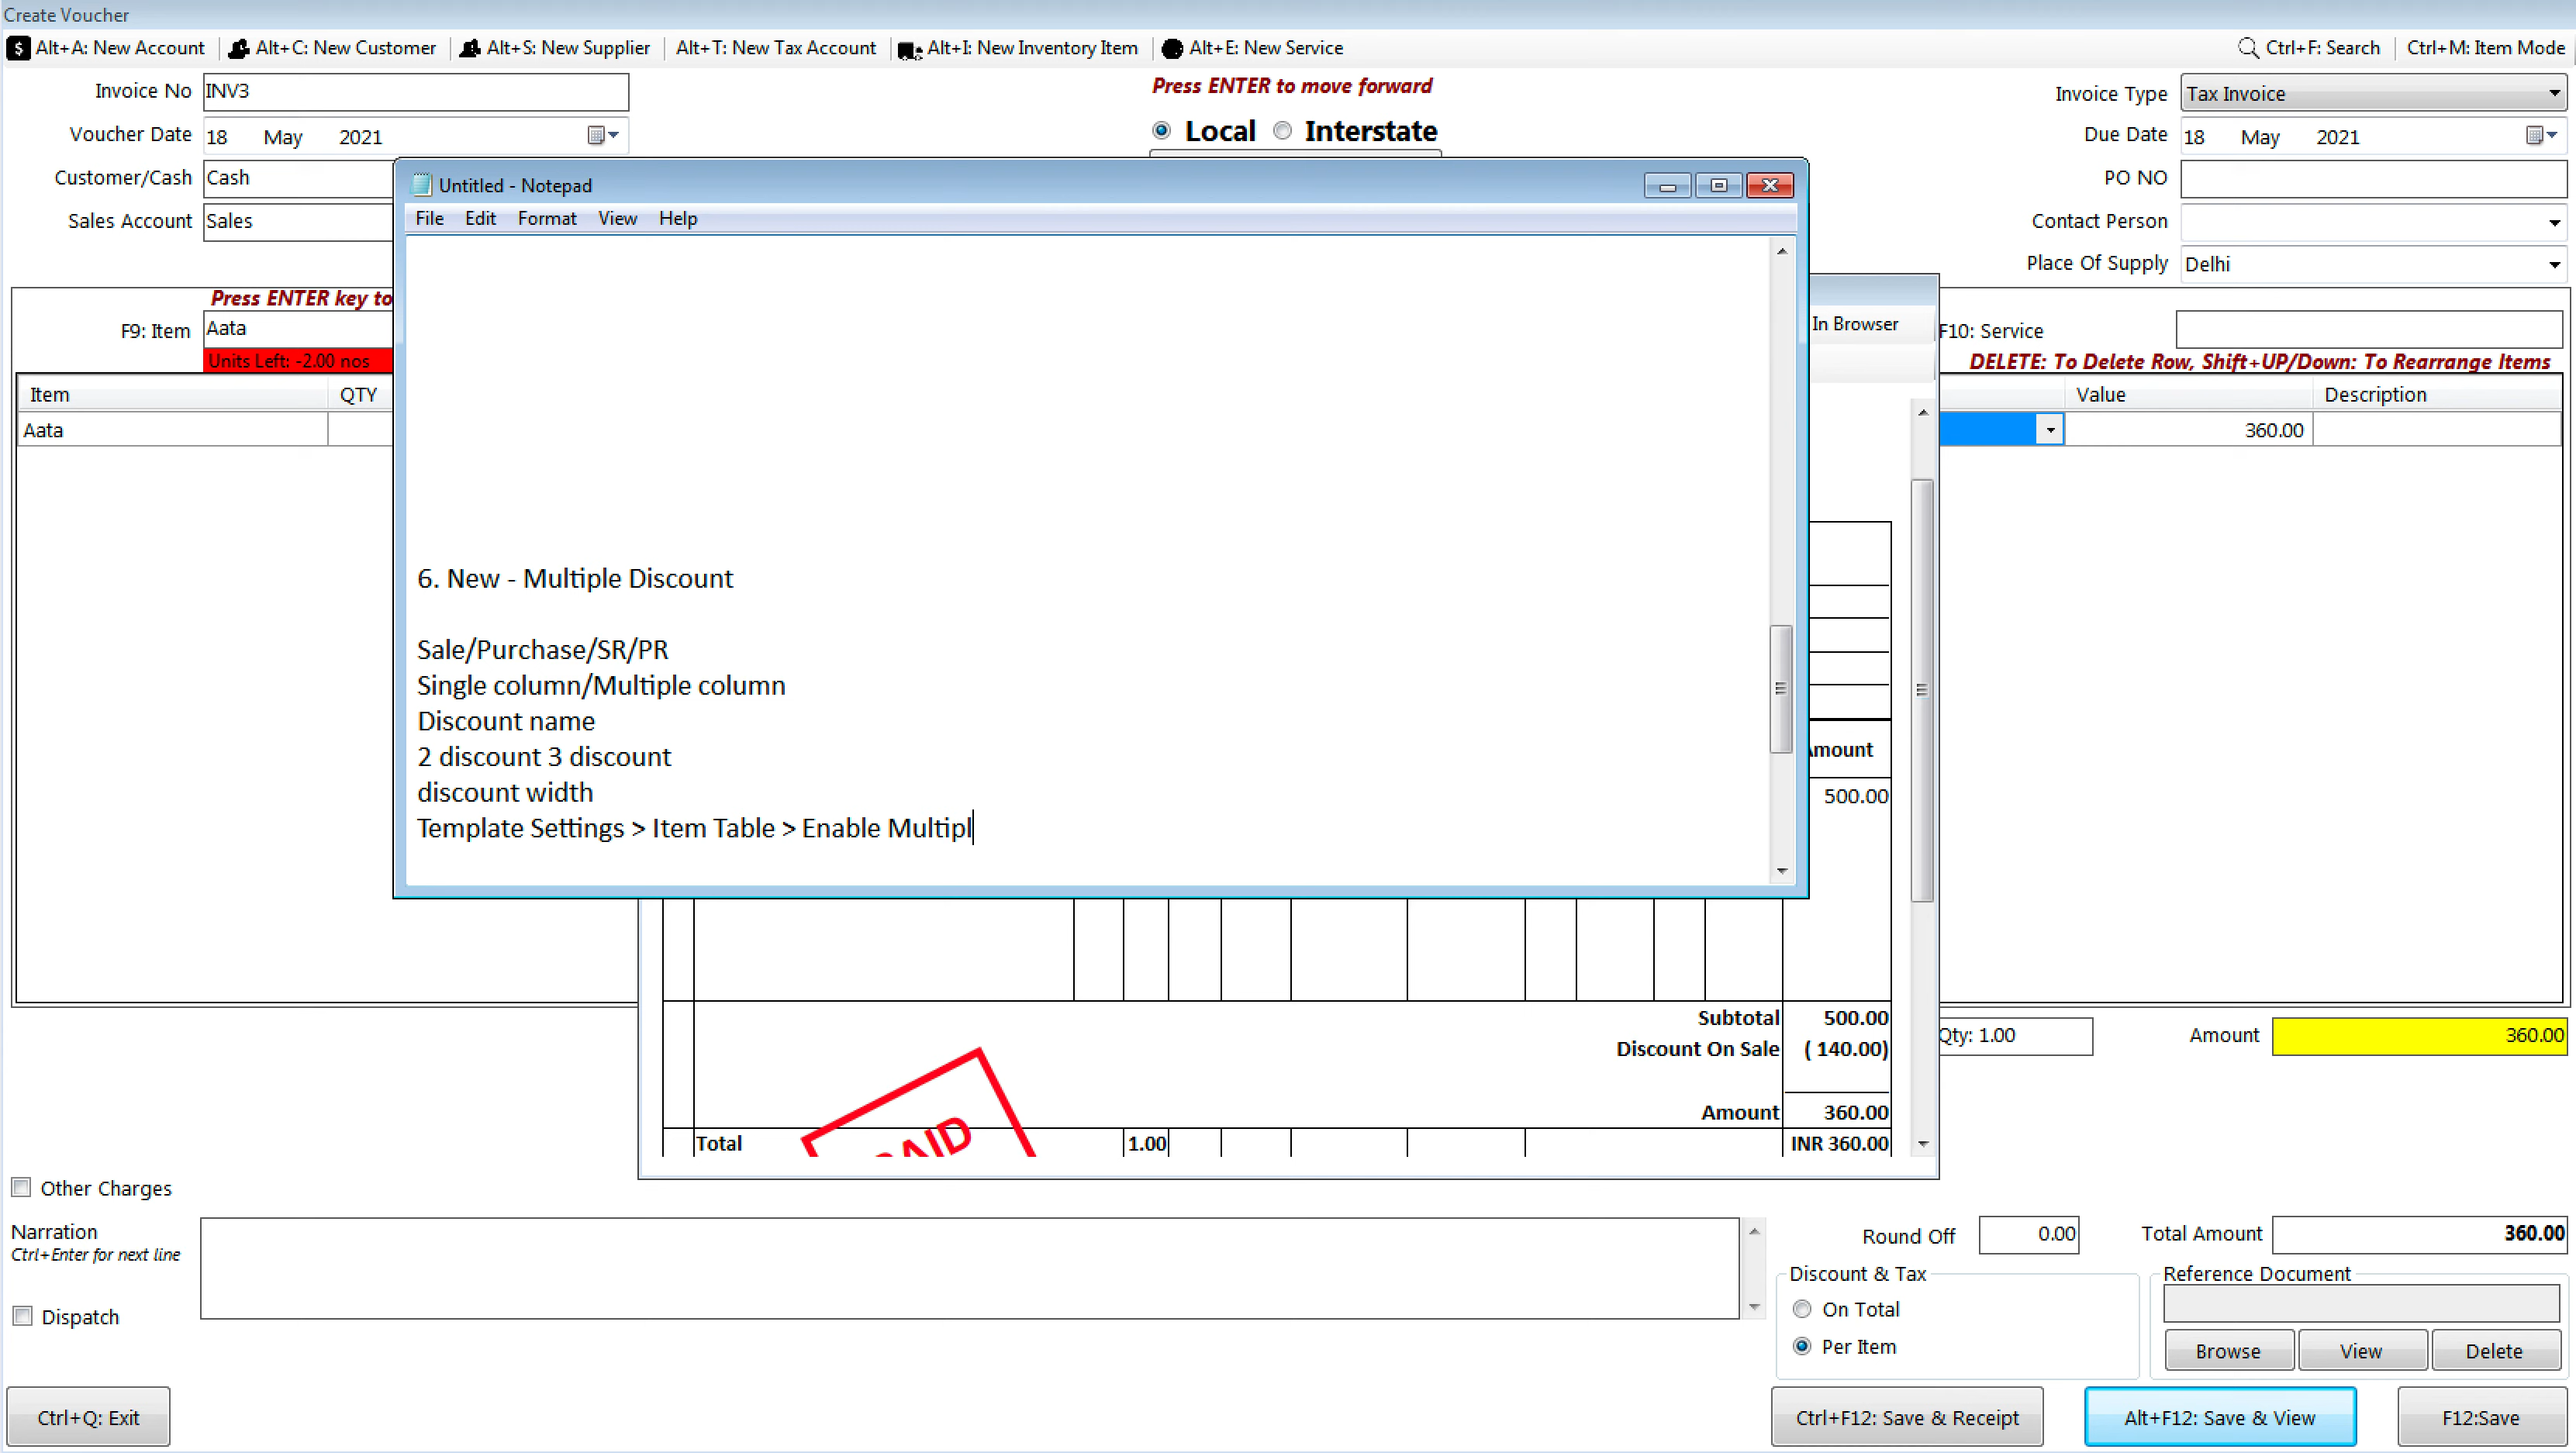 Create Voucher
$ Alt+A: New Account Alt+C: New Customer Alt+S: New Supplier Alt+T: New Tax Account Alt+I: New Inventory Item Alt+E: New Service Ctrl+F: Search Ctrl+M: Item Mode
Invoice No INV3
Press ENTER to move forward
Invoice Type Tax Invoice
Voucher Date 18 May 2021
Local Interstate
Due Date 18 May 2021
Customer/Cash Cash
PO NO
Sales Account Sales
Contact Person
Place Of Supply Delhi
Untitled - Notepad
File Edit Format View Help
6. New - Multiple Discount
Sale/Purchase/SR/PR
Single column/Multiple column
Discount name
2 discount 3 discount
discount width
Template Settings > Item Table > Enable Multipl
Press ENTER key to
F9: Item Aata
Units Left: -2.00 nos
In Browser
F10: Service
DELETE: To Delete Row, Shift+UP/Down: To Rearrange Items
Item QTY Value Description
Aata 360.00
500.00
Subtotal 500.00
Discount On Sale ( 140.00)
Amount 360.00
Total 1.00 INR 360.00
Qty: 1.00 Amount 360.00
Other Charges
Narration
Ctrl+Enter for next line
Dispatch
Round Off 0.00 Total Amount 360.00
Discount & Tax
On Total
Per Item
Reference Document
Browse View Delete
Ctrl+Q: Exit Ctrl+F12: Save & Receipt Alt+F12: Save & View F12:Save